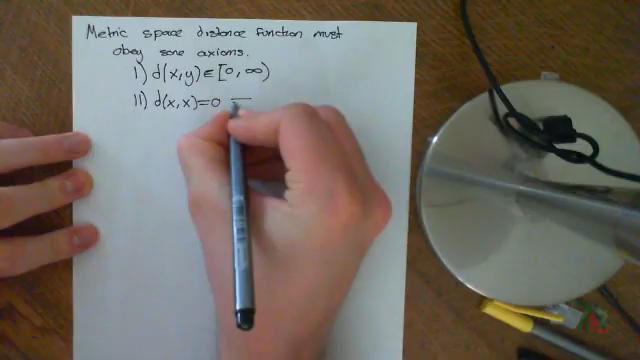 Metric space distance function must
obey some axioms.
I) d(x,y) ∈ [0, ∞)
II) d(x, x) = 0